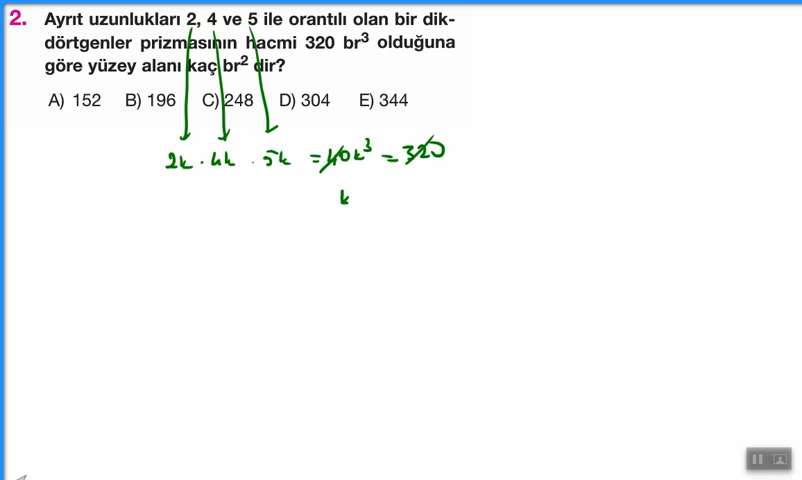 2. Ayrıt uzunlukları 2, 4 ve 5 ile orantılı olan bir dik-
dörtgenler prizmasının hacmi 320 br³ olduğuna
göre yüzey alanı kaç br² dir?
A) 152 B) 196 C) 248 D) 304 E) 344
2k . 4k . 5k = 40k³ = 320
k